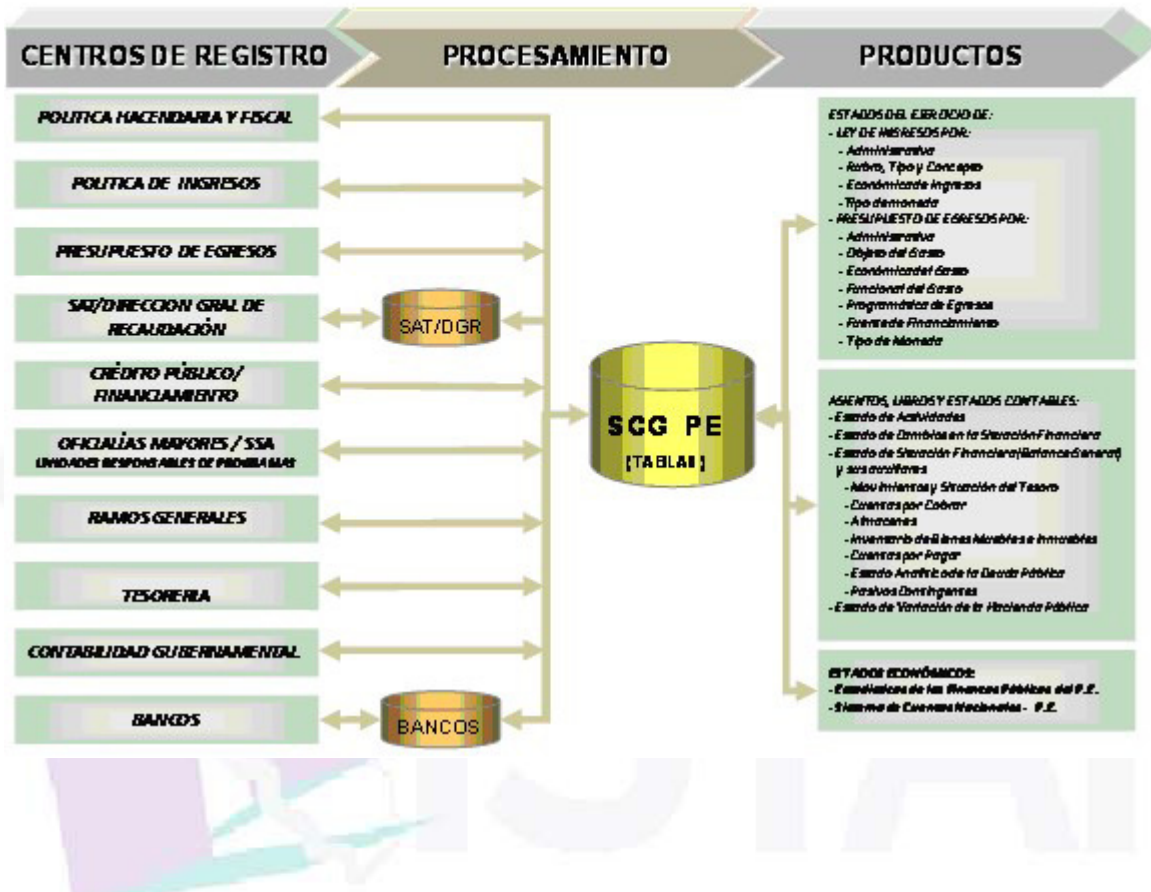 CENTROS DE REGISTRO
PROCESAMIENTO
PRODUCTOS
POLITICA HACENDARIA Y FISCAL
POLITICA DE INGRESOS
PRESUPUESTO DE EGRESOS
SAT/DIRECCION GRAL DE
RECAUDACIÓN
CRÉDITO PÚBLICO/
FINANCIAMIENTO
OFICIALÍAS MAYORES / SSA
UNIDADES RESPONSABLES DE PROGRAMAS
RAMOS GENERALES
TESORERIA
CONTABILIDAD GUBERNAMENTAL
BANCOS
SAT/DGR
BANCOS
SCG PE
(TABLAS)
ESTADOS DEL EJERCICIO DE:
- LEY DE INGRESOS POR:
- Administrativa
- Rubro, Tipo y Concepto
- Económica de Ingresos
- Tipo de moneda
- PRESUPUESTO DE EGRESOS POR:
- Administrativa
- Objeto del Gasto
- Económica del Gasto
- Funcional del Gasto
- Programática de Egresos
- Fuente de Financiamiento
- Tipo de Moneda
ASIENTOS, LIBROS Y ESTADOS CONTABLES:
- Estado de Actividades
- Estado de Cambios en la Situación Financiera
- Estado de Situación Financiera (Balance General)
y sus auxiliares
- Movimientos y Situación del Tesoro
- Cuentas por Cobrar
- Almacenes
- Inventario de Bienes Muebles e Inmuebles
- Cuentas por Pagar
- Estado Analítico de la Deuda Pública
- Pasivos Contingentes
- Estado de Variación de la Hacienda Pública
ESTADOS ECONÓMICOS:
- Estadísticas de las Finanzas Públicas del P.E.
- Sistema de Cuentas Nacionales - P.E.